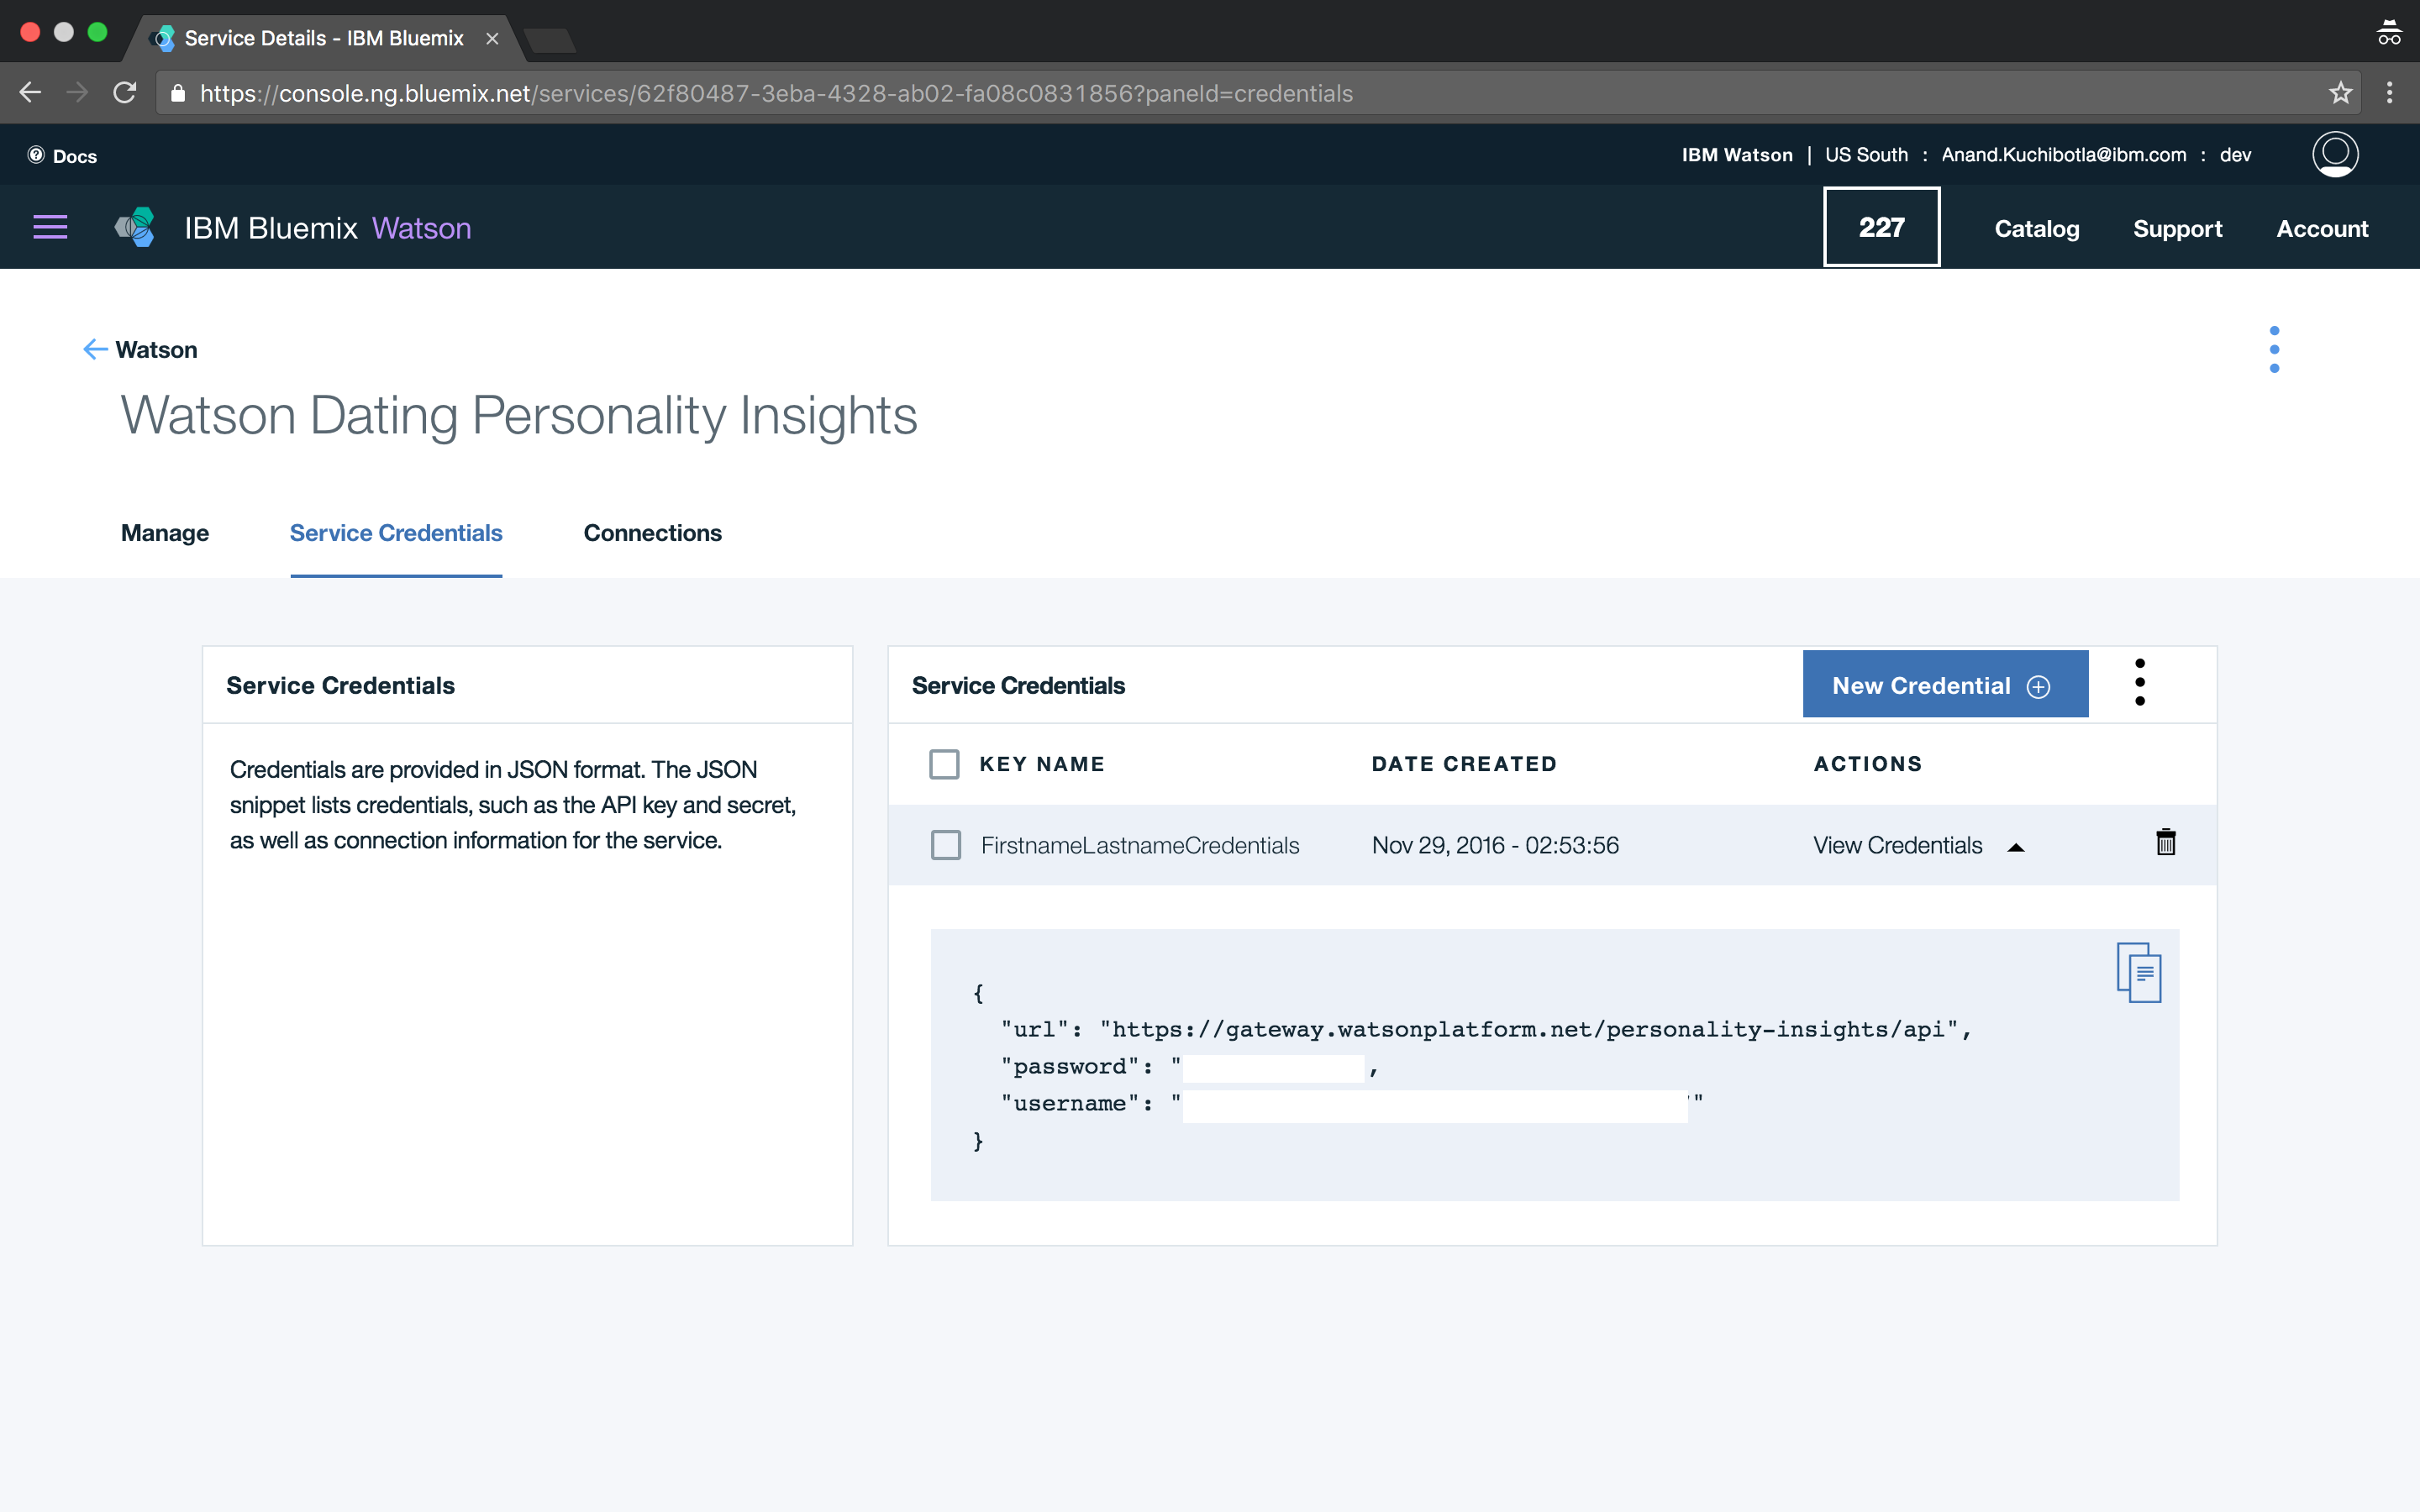 Service Details - IBM Bluemix
https://console.ng.bluemix.net/services/62f80487-3eba-4328-ab02-fa08c0831856?paneId=credentials
Docs
IBM Watson | US South : Anand.Kuchibotla@ibm.com : dev
IBM Bluemix Watson
227
Catalog
Support
Account
Watson
Watson Dating Personality Insights
Manage
Service Credentials
Connections
Service Credentials
Credentials are provided in JSON format. The JSON
snippet lists credentials, such as the API key and secret,
as well as connection information for the service.
Service Credentials
New Credential
KEY NAME
DATE CREATED
ACTIONS
FirstnameLastnameCredentials
Nov 29, 2016 - 02:53:56
View Credentials
{
"url": "https://gateway.watsonplatform.net/personality-insights/api",
"password": " ,
"username": " "
}